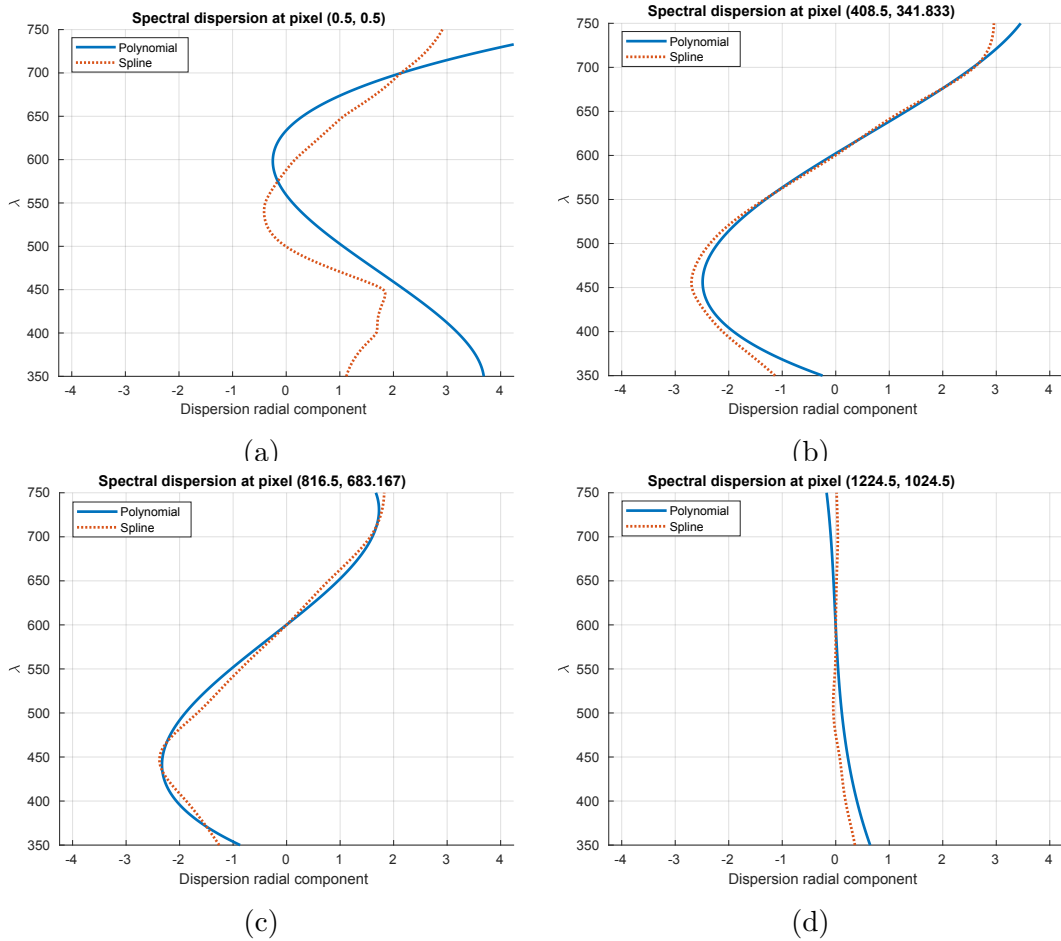 Spectral dispersion at pixel (0.5, 0.5)
Polynomial
Spline
750
700
650
600
550
500
450
400
350
λ
-4 -3 -2 -1 0 1 2 3 4
Dispersion radial component
(a)
Spectral dispersion at pixel (408.5, 341.833)
Polynomial
Spline
750
700
650
600
550
500
450
400
350
λ
-4 -3 -2 -1 0 1 2 3 4
Dispersion radial component
(b)
Spectral dispersion at pixel (816.5, 683.167)
Polynomial
Spline
750
700
650
600
550
500
450
400
350
λ
-4 -3 -2 -1 0 1 2 3 4
Dispersion radial component
(c)
Spectral dispersion at pixel (1224.5, 1024.5)
Polynomial
Spline
750
700
650
600
550
500
450
400
350
λ
-4 -3 -2 -1 0 1 2 3 4
Dispersion radial component
(d)